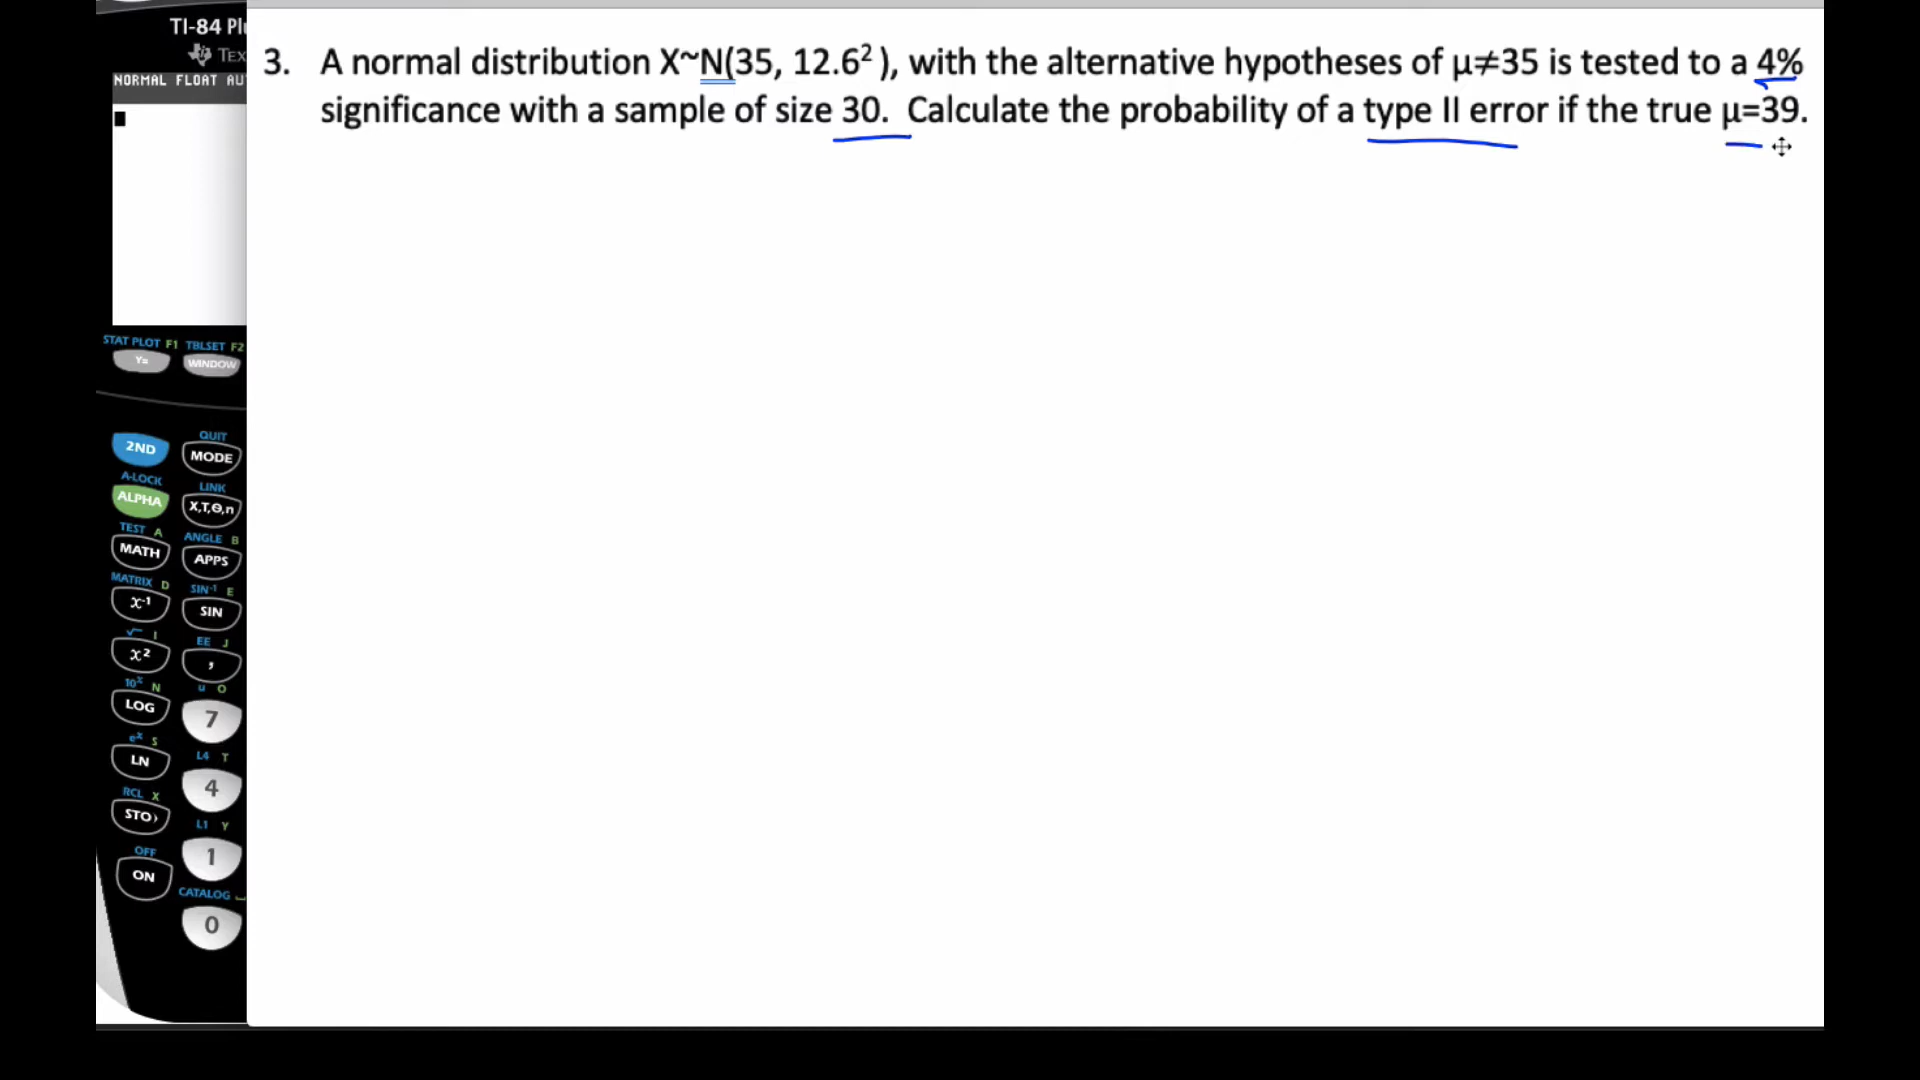 TI-84 Pl
TEX
NORMAL FLOAT AU
3. A normal distribution X~N(35, 12.6² ), with the alternative hypotheses of μ≠35 is tested to a 4%
significance with a sample of size 30. Calculate the probability of a type II error if the true μ=39.
STAT PLOT F1 TBLSET F2
Y= WINDOW
QUIT
2ND MODE
A-LOCK LINK
ALPHA X,T,Θ,n
TEST A ANGLE B
MATH APPS
MATRIX D SIN⁻¹ E
x⁻¹ SIN
√ I EE J
x² ,
10ˣ N u O
LOG 7
eˣ S L4 T
LN 4
RCL X L1 Y
STO› 1
OFF CATALOG
ON 0